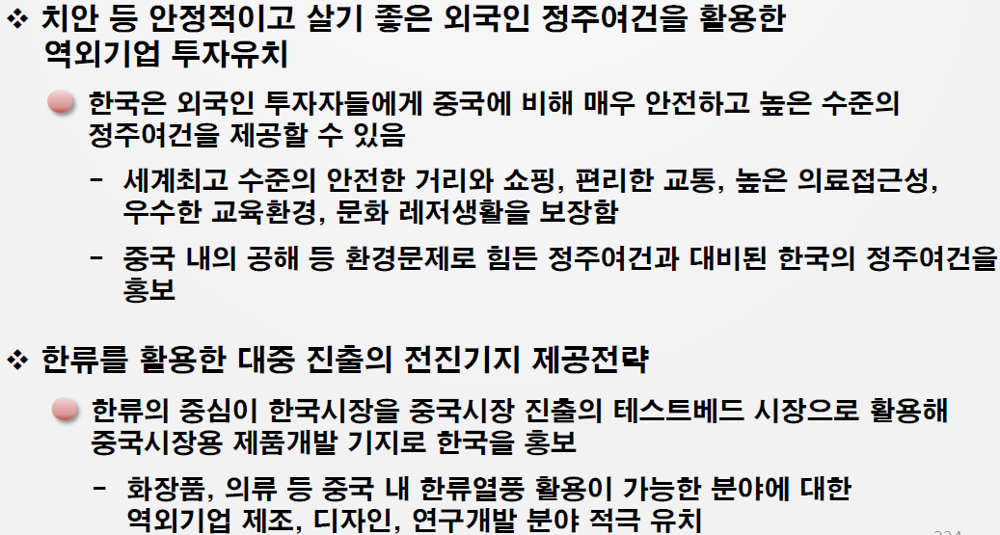 ❖ 치안 등 안정적이고 살기 좋은 외국인 정주여건을 활용한
역외기업 투자유치
한국은 외국인 투자자들에게 중국에 비해 매우 안전하고 높은 수준의
정주여건을 제공할 수 있음
- 세계최고 수준의 안전한 거리와 쇼핑, 편리한 교통, 높은 의료접근성,
우수한 교육환경, 문화 레저생활을 보장함
- 중국 내의 공해 등 환경문제로 힘든 정주여건과 대비된 한국의 정주여건을
홍보
❖ 한류를 활용한 대중 진출의 전진기지 제공전략
한류의 중심이 한국시장을 중국시장 진출의 테스트베드 시장으로 활용해
중국시장용 제품개발 기지로 한국을 홍보
- 화장품, 의류 등 중국 내 한류열풍 활용이 가능한 분야에 대한
역외기업 제조, 디자인, 연구개발 분야 적극 유치